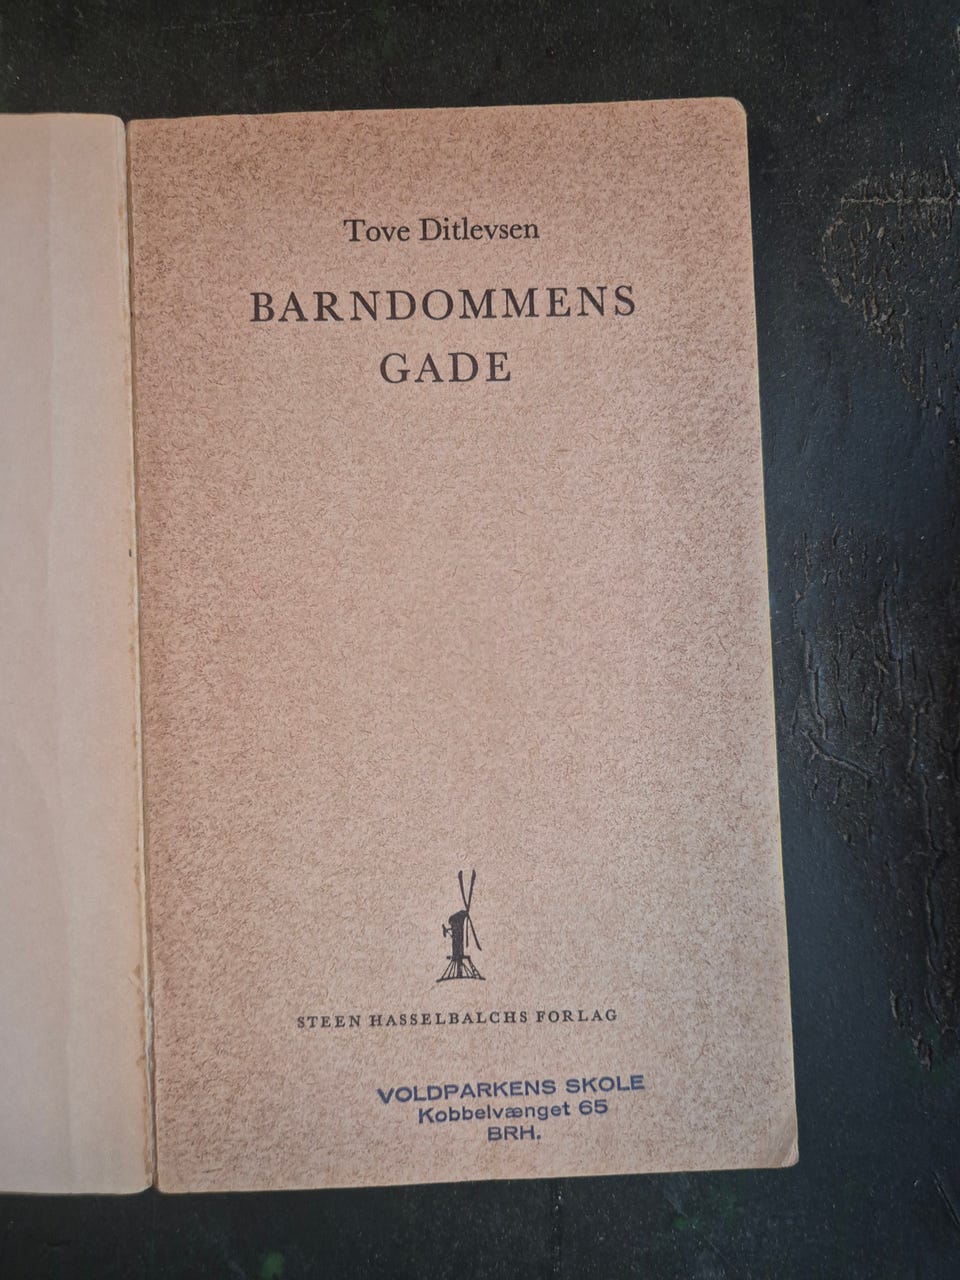 Tove Ditlevsen
BARNDOMMENS
GADE
STEEN HASSELBALCHS FORLAG
VOLDPARKENS SKOLE
Kobbelvænget 65
BRH.